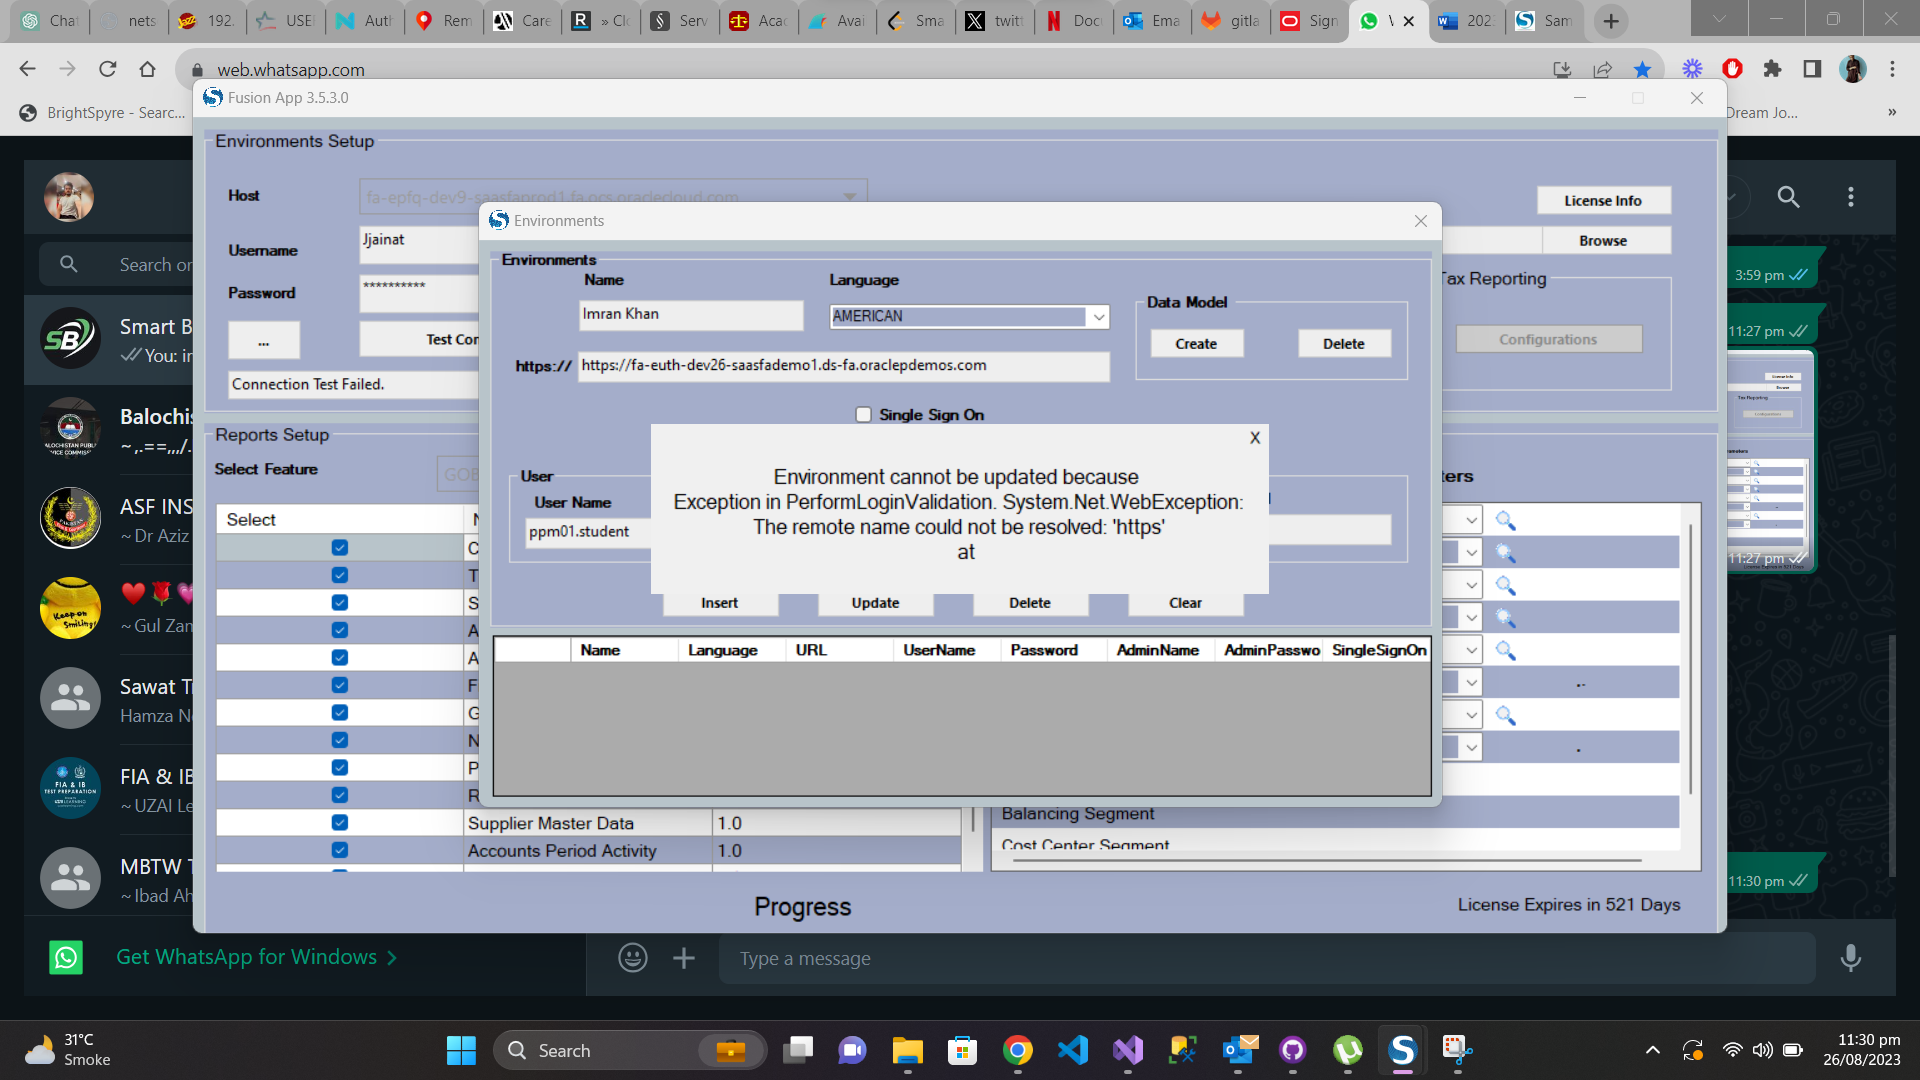 Chat
nets
192.
USE
Auth
Rem
Care
» Clo
Serv
Acac
Avai
Sma
twitt
Docu
Ema
gitla
Sign
202
Sam
web.whatsapp.com
BrightSpyre - Searc...
Dream Jo...
»
Fusion App 3.5.3.0
Environments Setup
Host
fa-epfq-dev9-saasfaprod1.fa.ocs.oraclecloud.com
License Info
Username
Jjainat
Browse
Password
**********
Tax Reporting
...
Test Con
Configurations
Connection Test Failed.
Environments
Environments
Name
Language
Imran Khan
AMERICAN
Data Model
Create
Delete
https://
https://fa-euth-dev26-saasfademo1.ds-fa.oraclepdemos.com
Single Sign On
User
User Name
ppm01.student
X
Environment cannot be updated because
Exception in PerformLoginValidation. System.Net.WebException:
The remote name could not be resolved: 'https'
at
Insert
Update
Delete
Clear
Name
Language
URL
UserName
Password
AdminName
AdminPasswo
SingleSignOn
Reports Setup
Select Feature
Select
Supplier Master Data
1.0
Accounts Period Activity
1.0
Balancing Segment
Cost Center Segment
Progress
License Expires in 521 Days
Search or
Smart B
You: ir
Balochis
~,.==,,,/.
ASF INS
~ Dr Aziz
~ Gul Zam
Sawat T
Hamza N
FIA & IB
~ UZAI Le
MBTW T
~ Ibad Ah
Get WhatsApp for Windows
3:59 pm
11:27 pm
11:27 pm
11:30 pm
Type a message
31°C
Smoke
Search
11:30 pm
26/08/2023